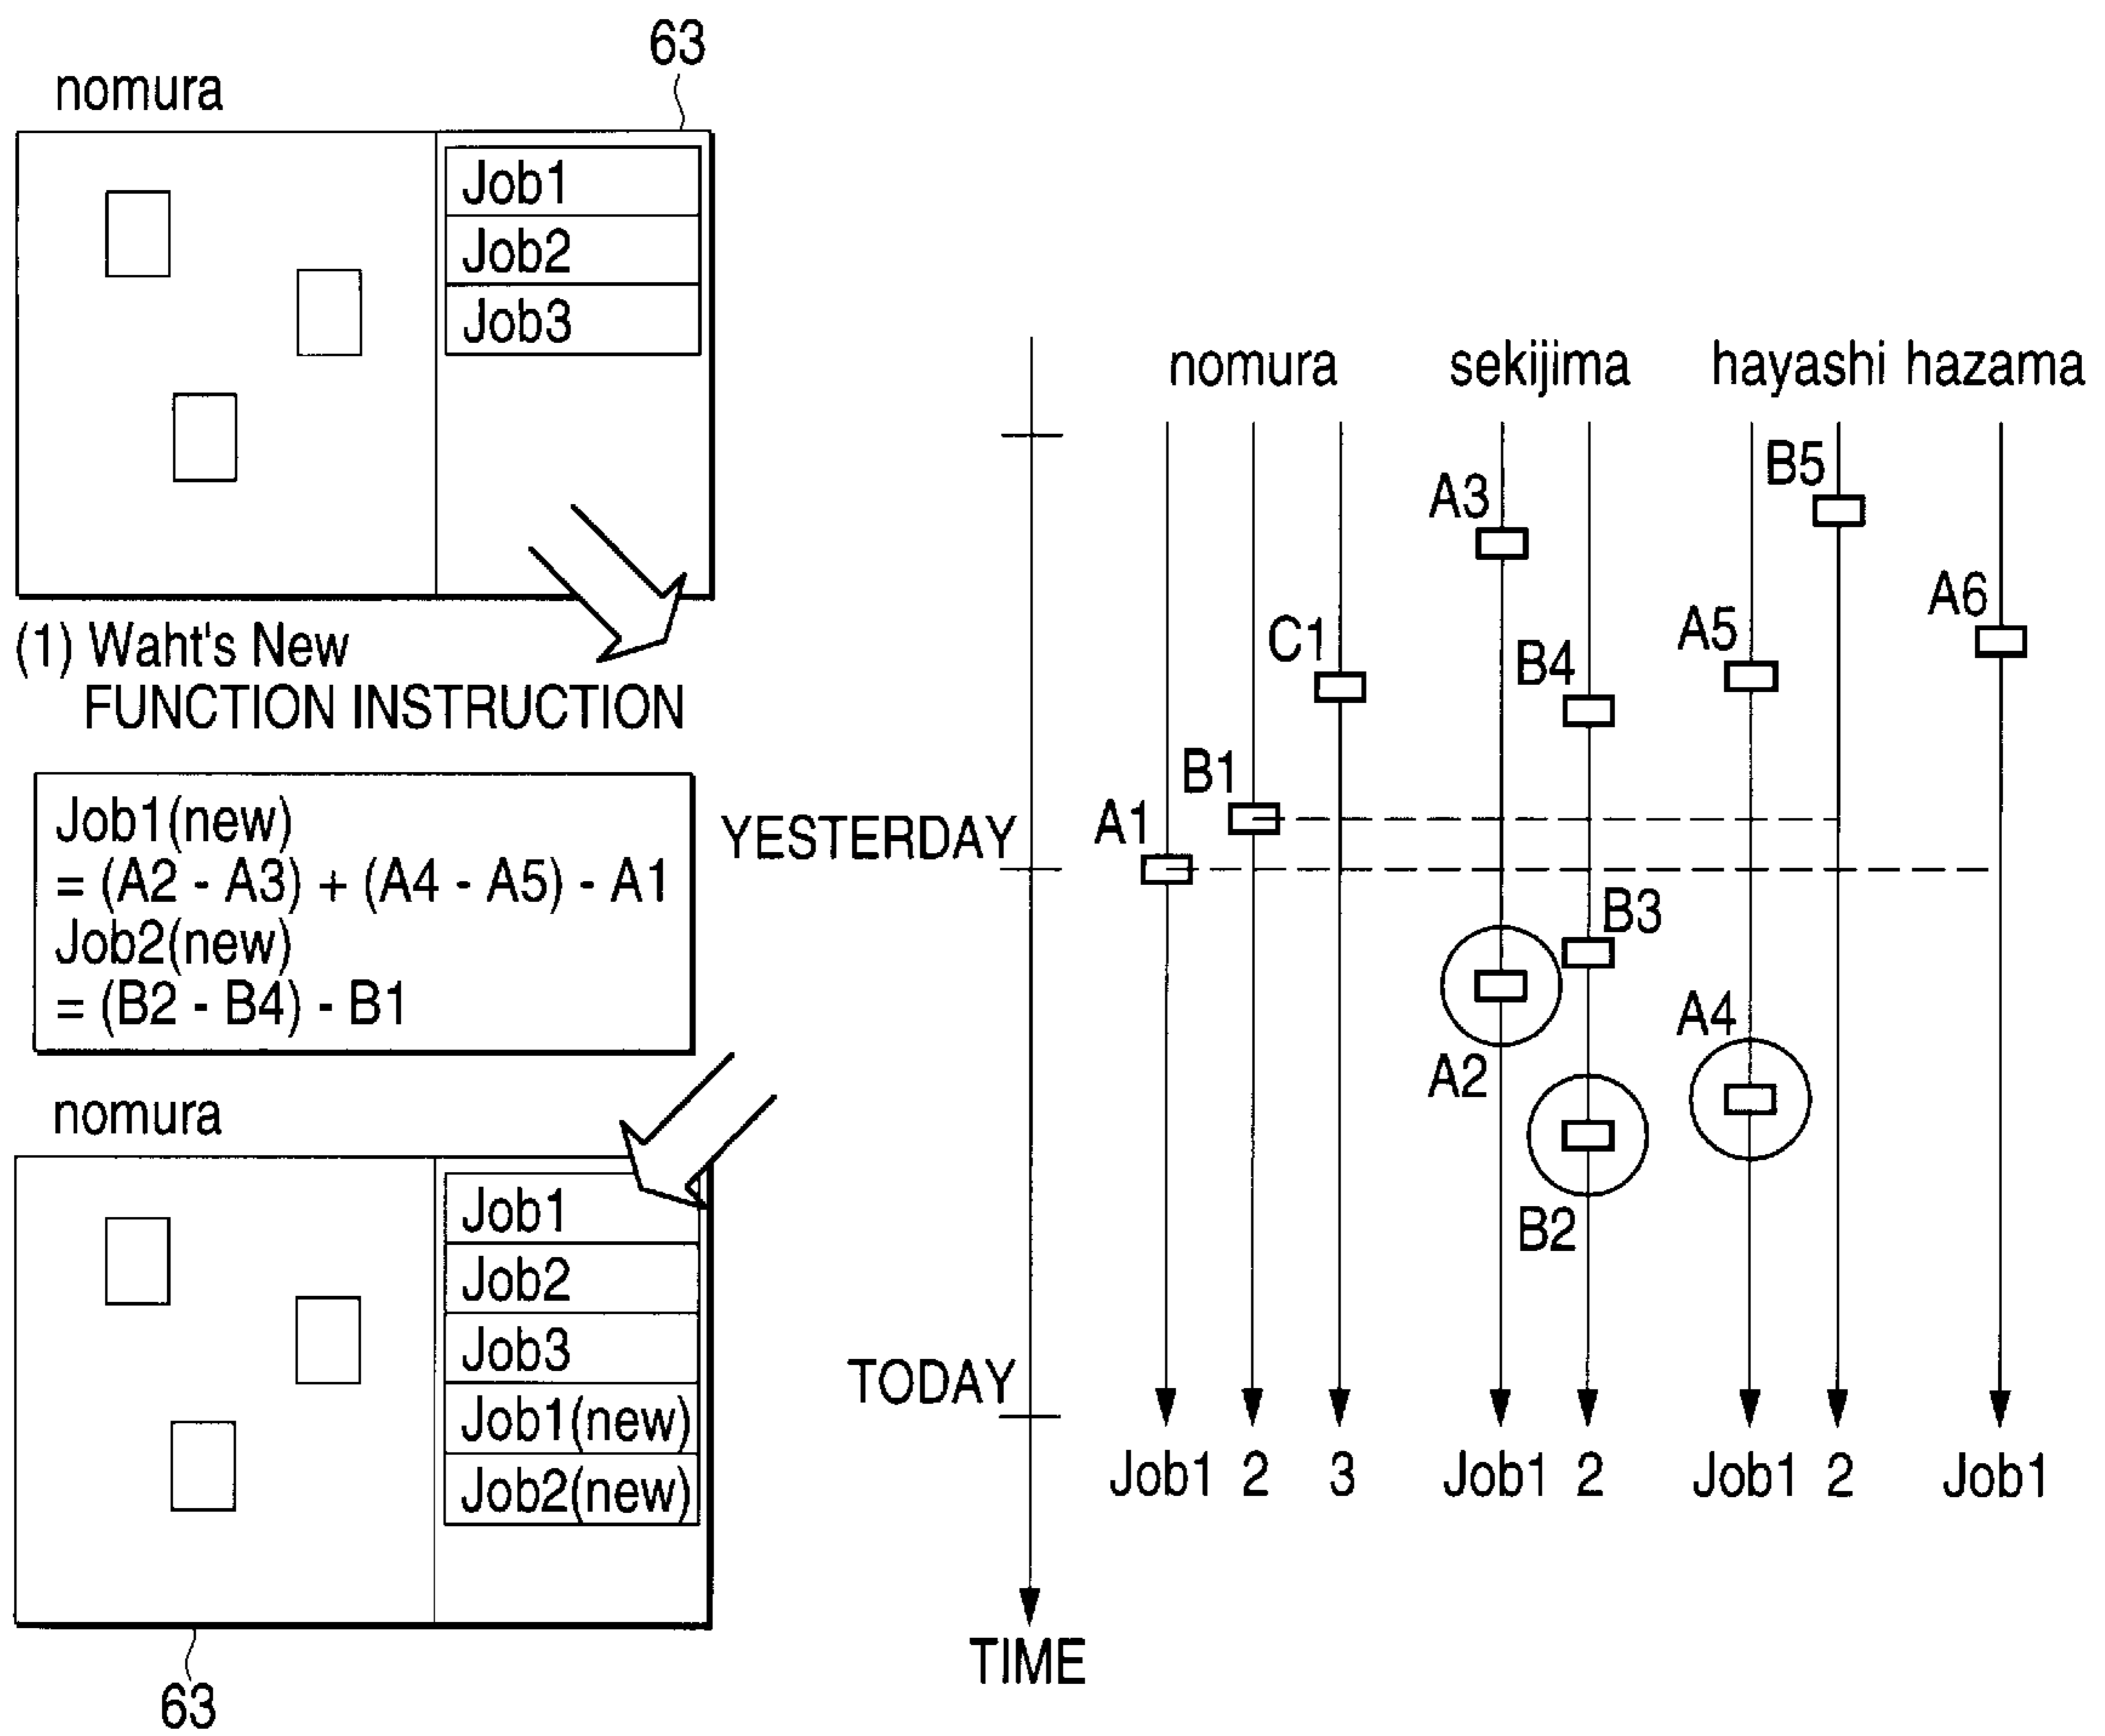 63
nomura
Job1
Job2
Job3
(1) Waht's New
FUNCTION INSTRUCTION
Job1(new)
= (A2 - A3) + (A4 - A5) - A1
Job2(new)
= (B2 - B4) - B1
nomura
Job1
Job2
Job3
Job1(new)
Job2(new)
63
nomura sekijima hayashi hazama
B5
A3
A6
A5
C1
B4
B1
A1
YESTERDAY
B3
A4
A2
B2
TODAY
Job1 2 3 Job1 2 Job1 2 Job1
TIME